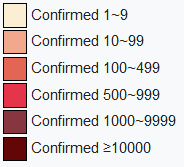 Confirmed 1~9
Confirmed 10~99
Confirmed 100~499
Confirmed 500~999
Confirmed 1000~9999
Confirmed ≥10000